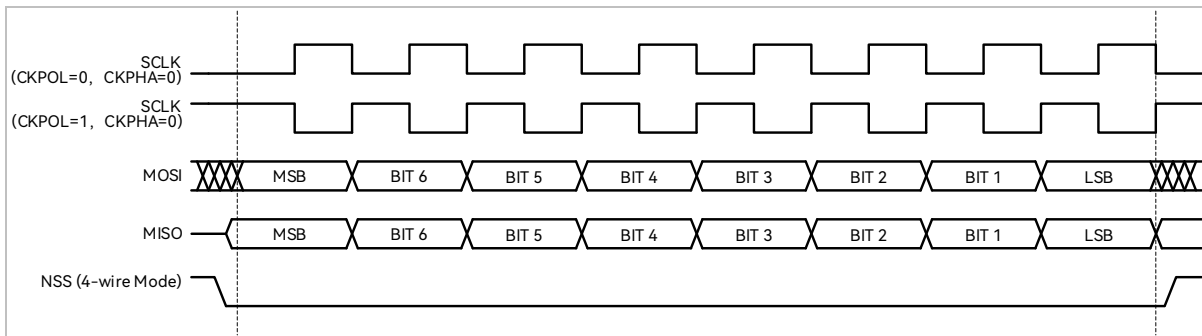 SCLK
(CKPOL=0, CKPHA=0)
SCLK
(CKPOL=1, CKPHA=0)
MOSI MSB BIT 6 BIT 5 BIT 4 BIT 3 BIT 2 BIT 1 LSB
MISO MSB BIT 6 BIT 5 BIT 4 BIT 3 BIT 2 BIT 1 LSB
NSS (4-wire Mode)